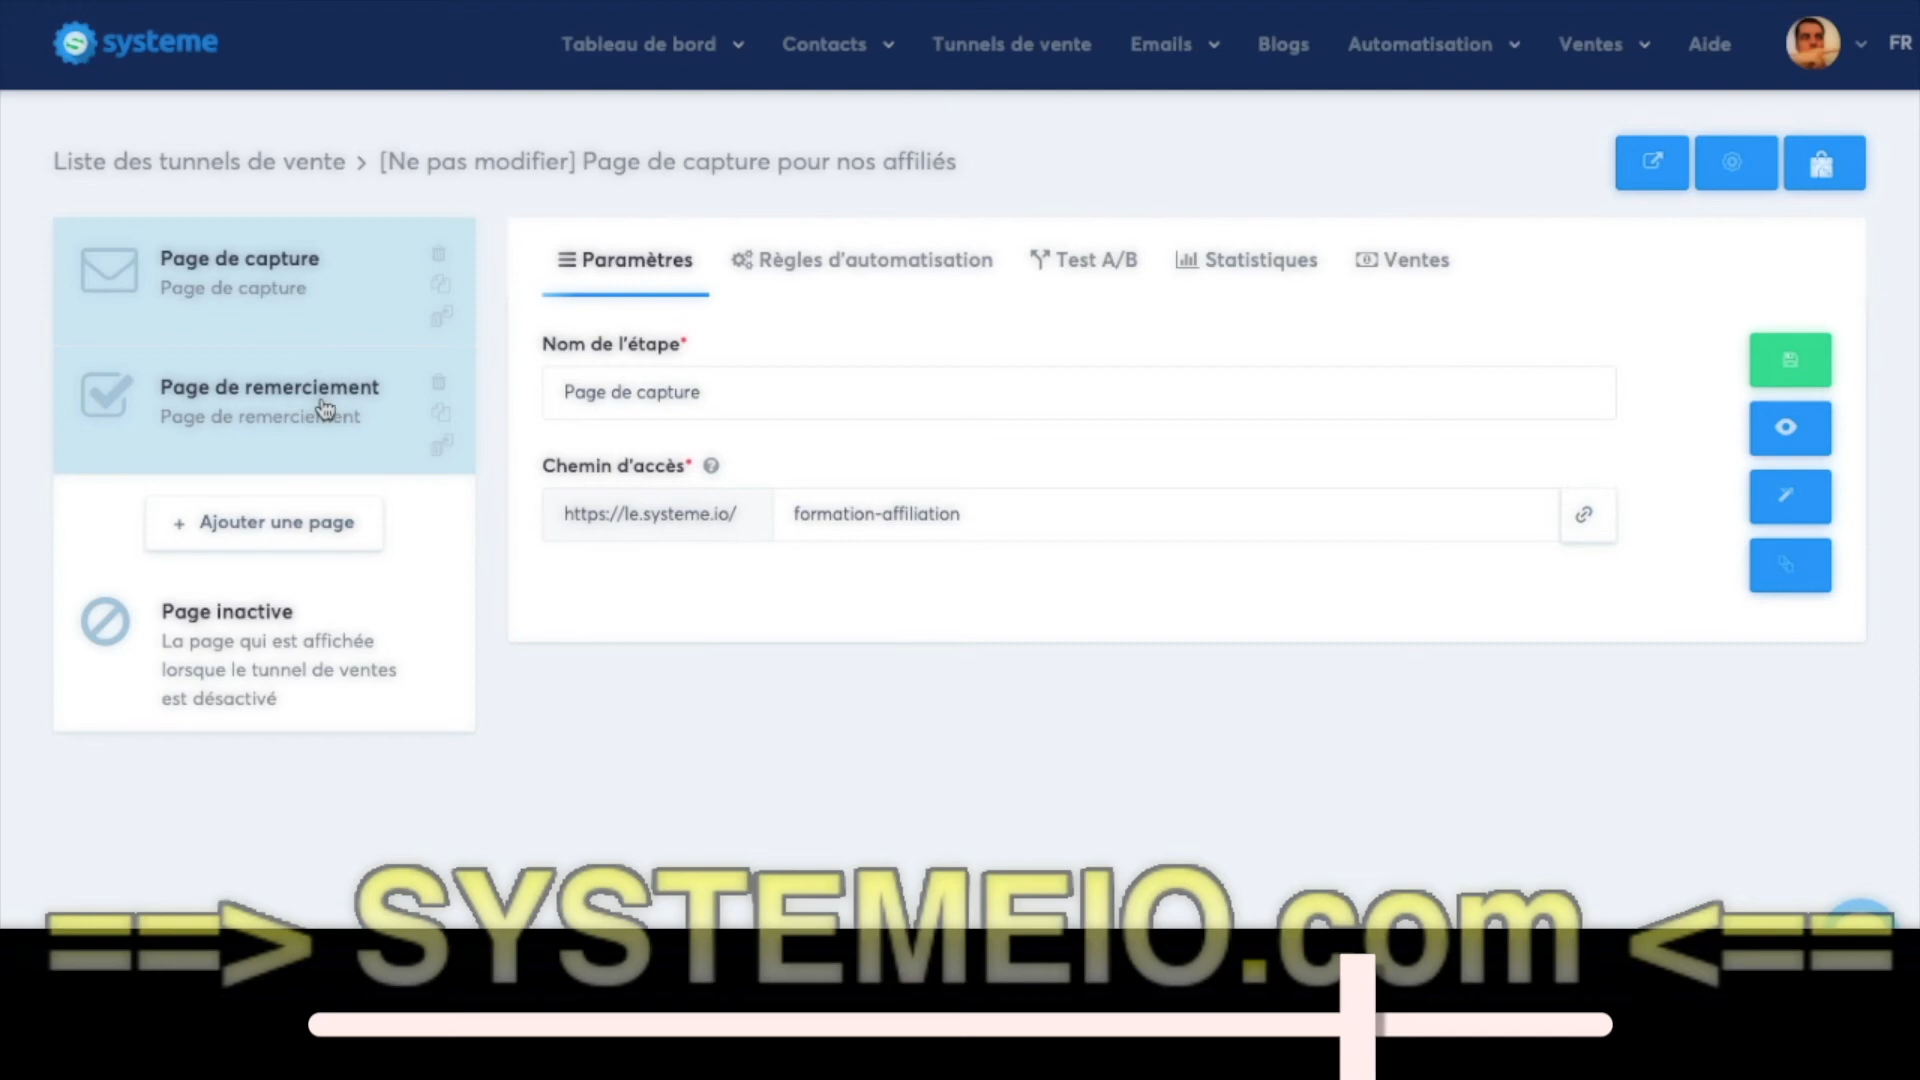 systeme
Tableau de bord Contacts Tunnels de vente Emails Blogs Automatisation Ventes Aide FR
Liste des tunnels de vente > [Ne pas modifier] Page de capture pour nos affiliés
Page de capture
Page de capture
Page de remerciement
Page de remerciement
+ Ajouter une page
Page inactive
La page qui est affichée
lorsque le tunnel de ventes
est désactivé
Paramètres Règles d'automatisation Test A/B Statistiques Ventes
Nom de l'étape*
Page de capture
Chemin d'accès* ?
https://le.systeme.io/ formation-affiliation
==> SYSTEMEIO.com <==